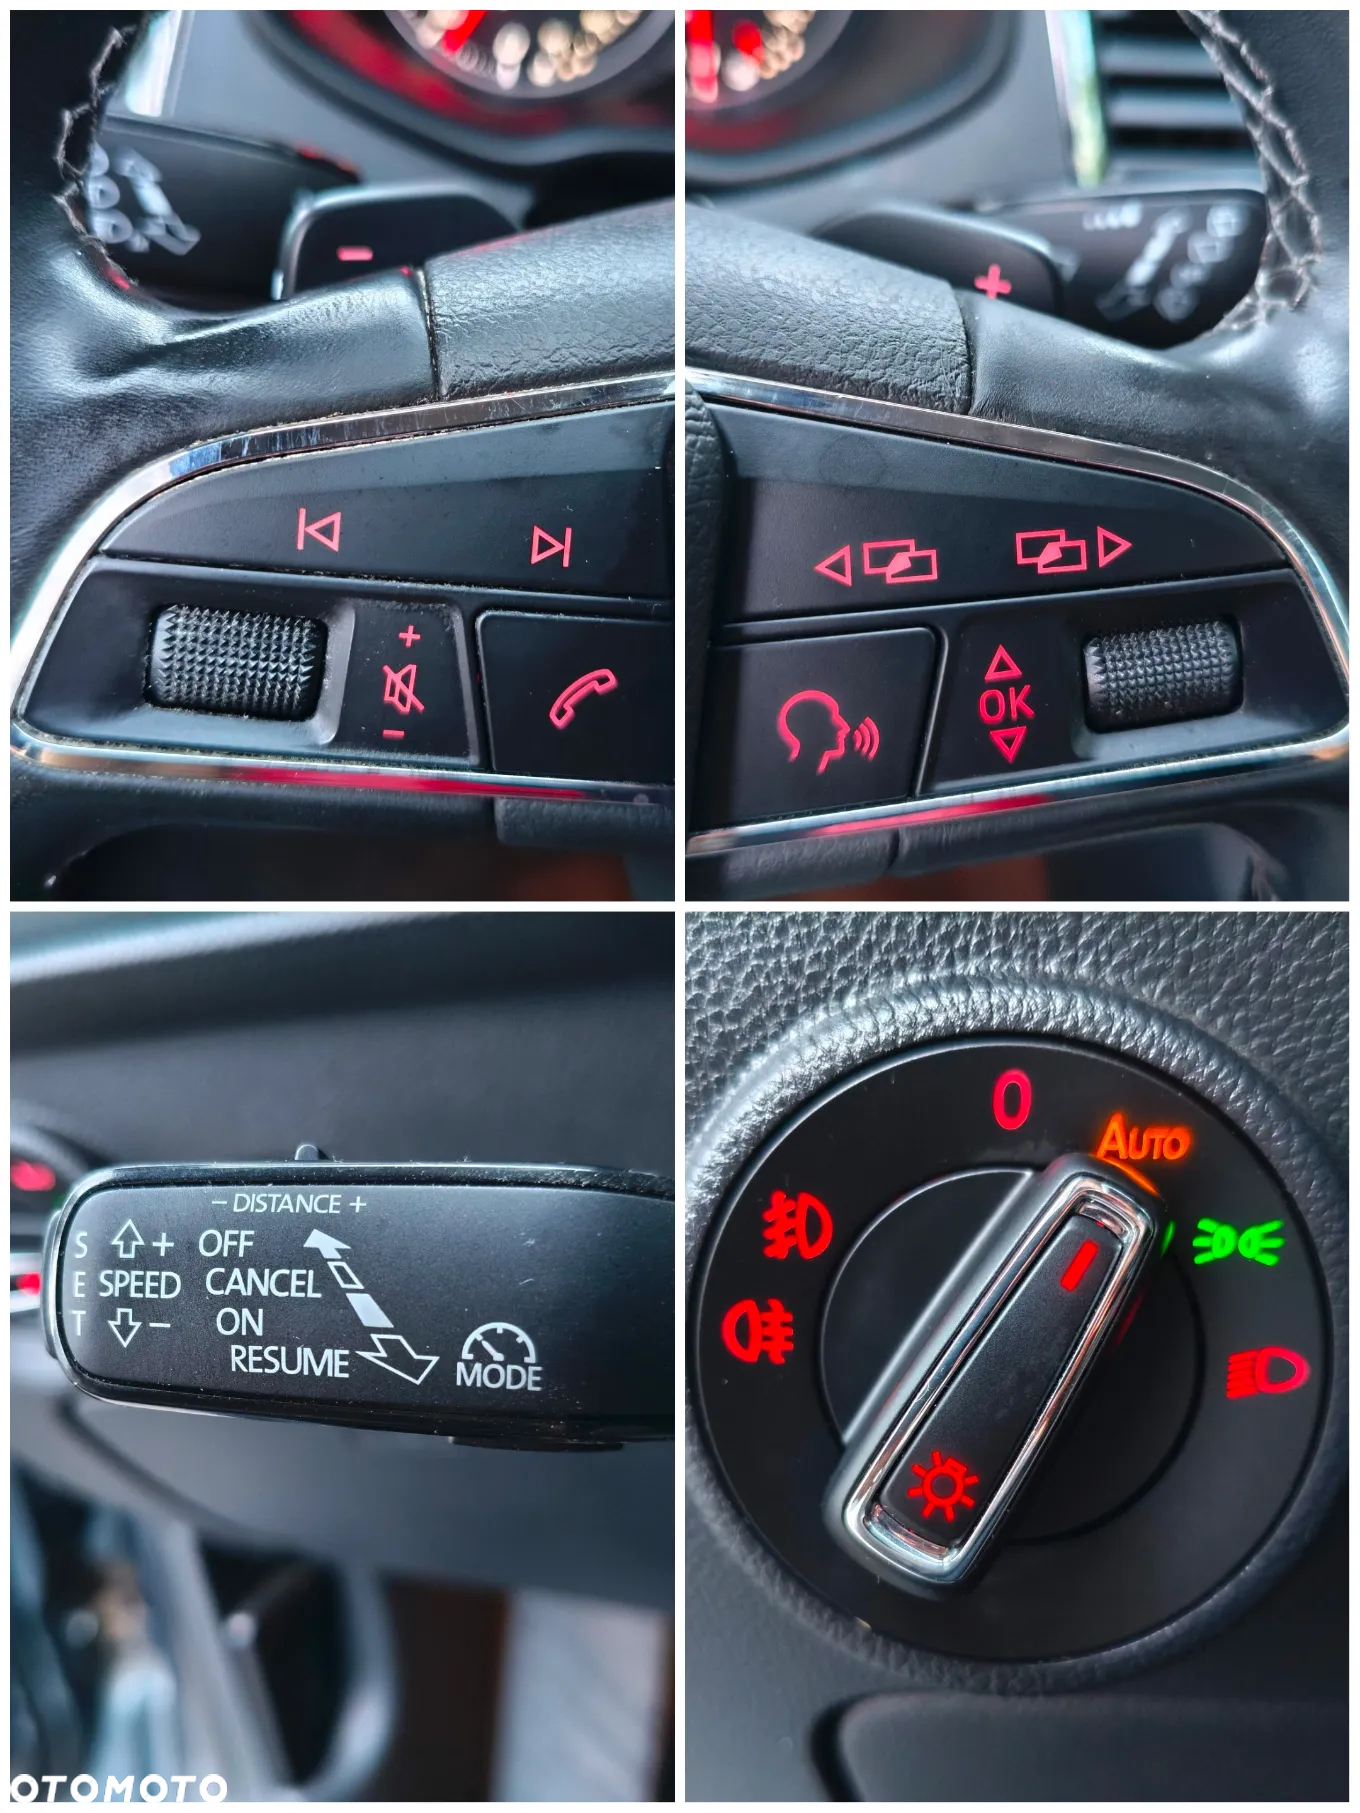 −
+
+
−
OK
− DISTANCE +
S + OFF
E SPEED CANCEL
T − ON
RESUME
MODE
0
AUTO
OTOMOTO